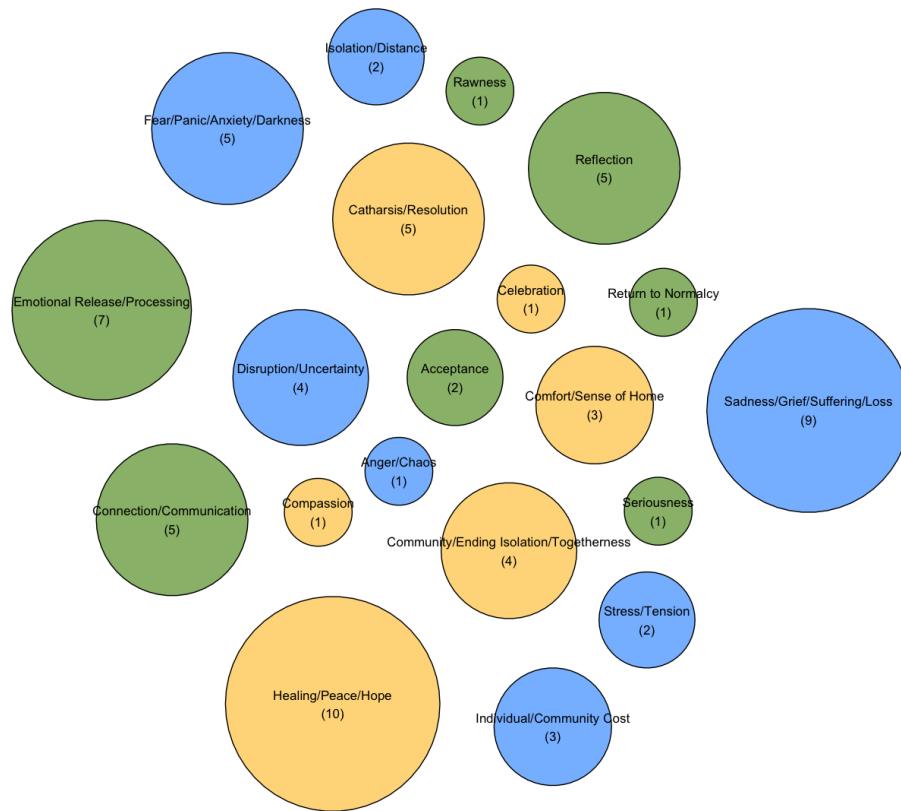 Isolation/Distance
(2)
Rawness
(1)
Fear/Panic/Anxiety/Darkness
(5)
Reflection
(5)
Catharsis/Resolution
(5)
Celebration
(1)
Return to Normalcy
(1)
Emotional Release/Processing
(7)
Disruption/Uncertainty
(4)
Acceptance
(2)
Comfort/Sense of Home
(3)
Sadness/Grief/Suffering/Loss
(9)
Anger/Chaos
(1)
Compassion
(1)
Seriousness
(1)
Connection/Communication
(5)
Community/Ending Isolation/Togetherness
(4)
Stress/Tension
(2)
Healing/Peace/Hope
(10)
Individual/Community Cost
(3)